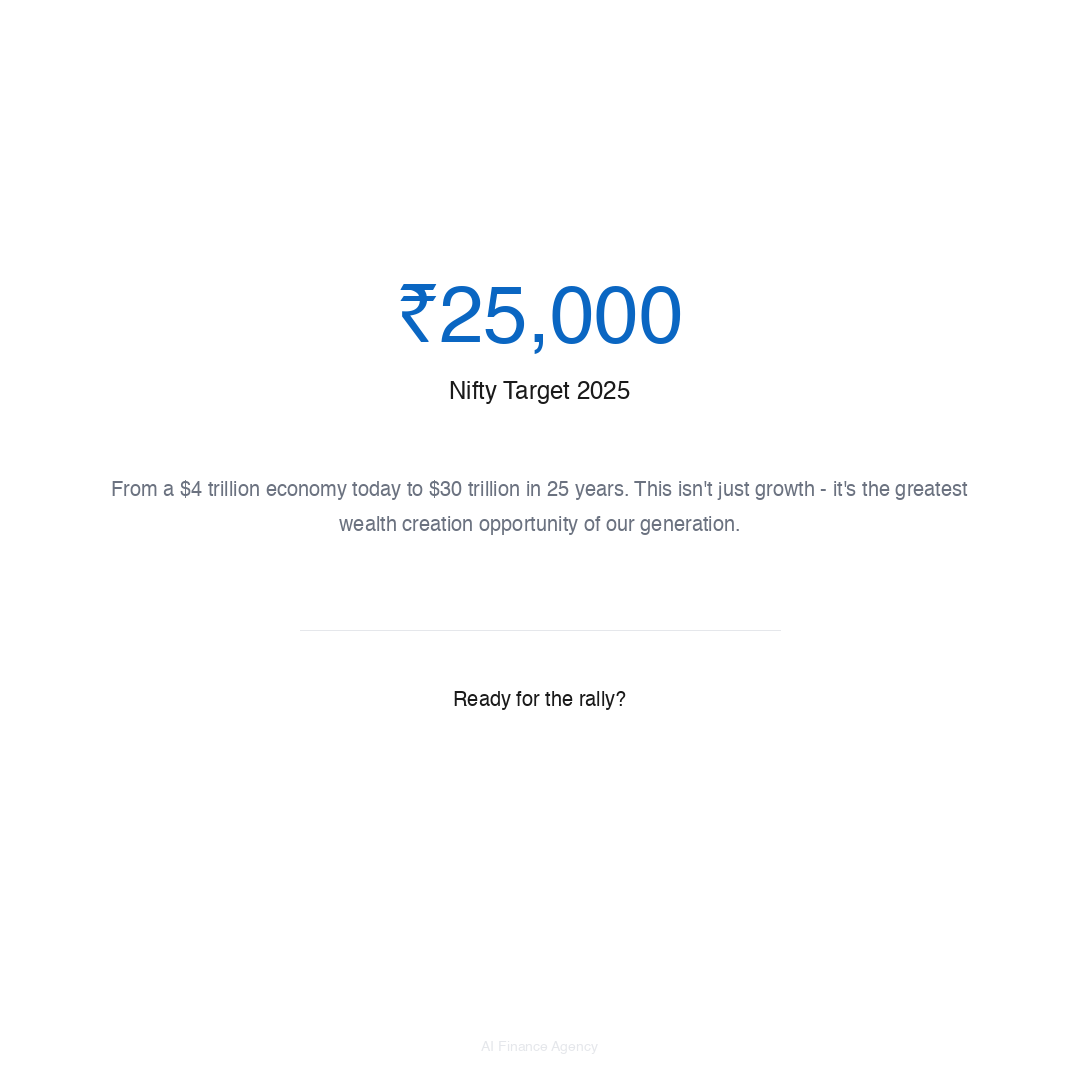 ₹25,000
Nifty Target 2025
From a $4 trillion economy today to $30 trillion in 25 years. This isn't just growth - it's the greatest
wealth creation opportunity of our generation.
Ready for the rally?
AI Finance Agency